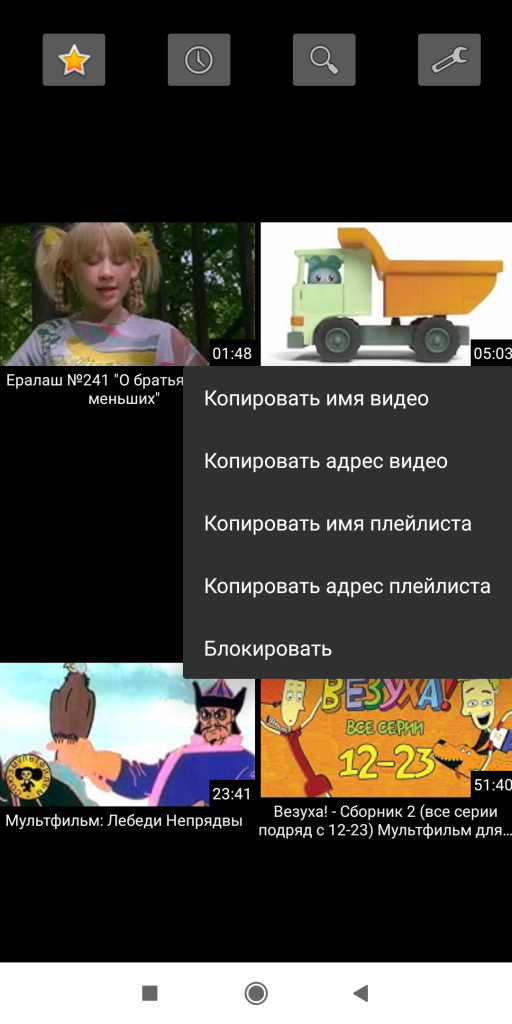 01:48
05:03
Ералаш №241 "О братья
меньших"
Копировать имя видео
Копировать адрес видео
Копировать имя плейлиста
Копировать адрес плейлиста
Блокировать
23:41
Мультфильм: Лебеди Непрядвы
ВЕЗУХА!
ВСЕ СЕРИИ
12-23
51:40
Везуха! - Сборник 2 (все серии
подряд с 12-23) Мультфильм для...